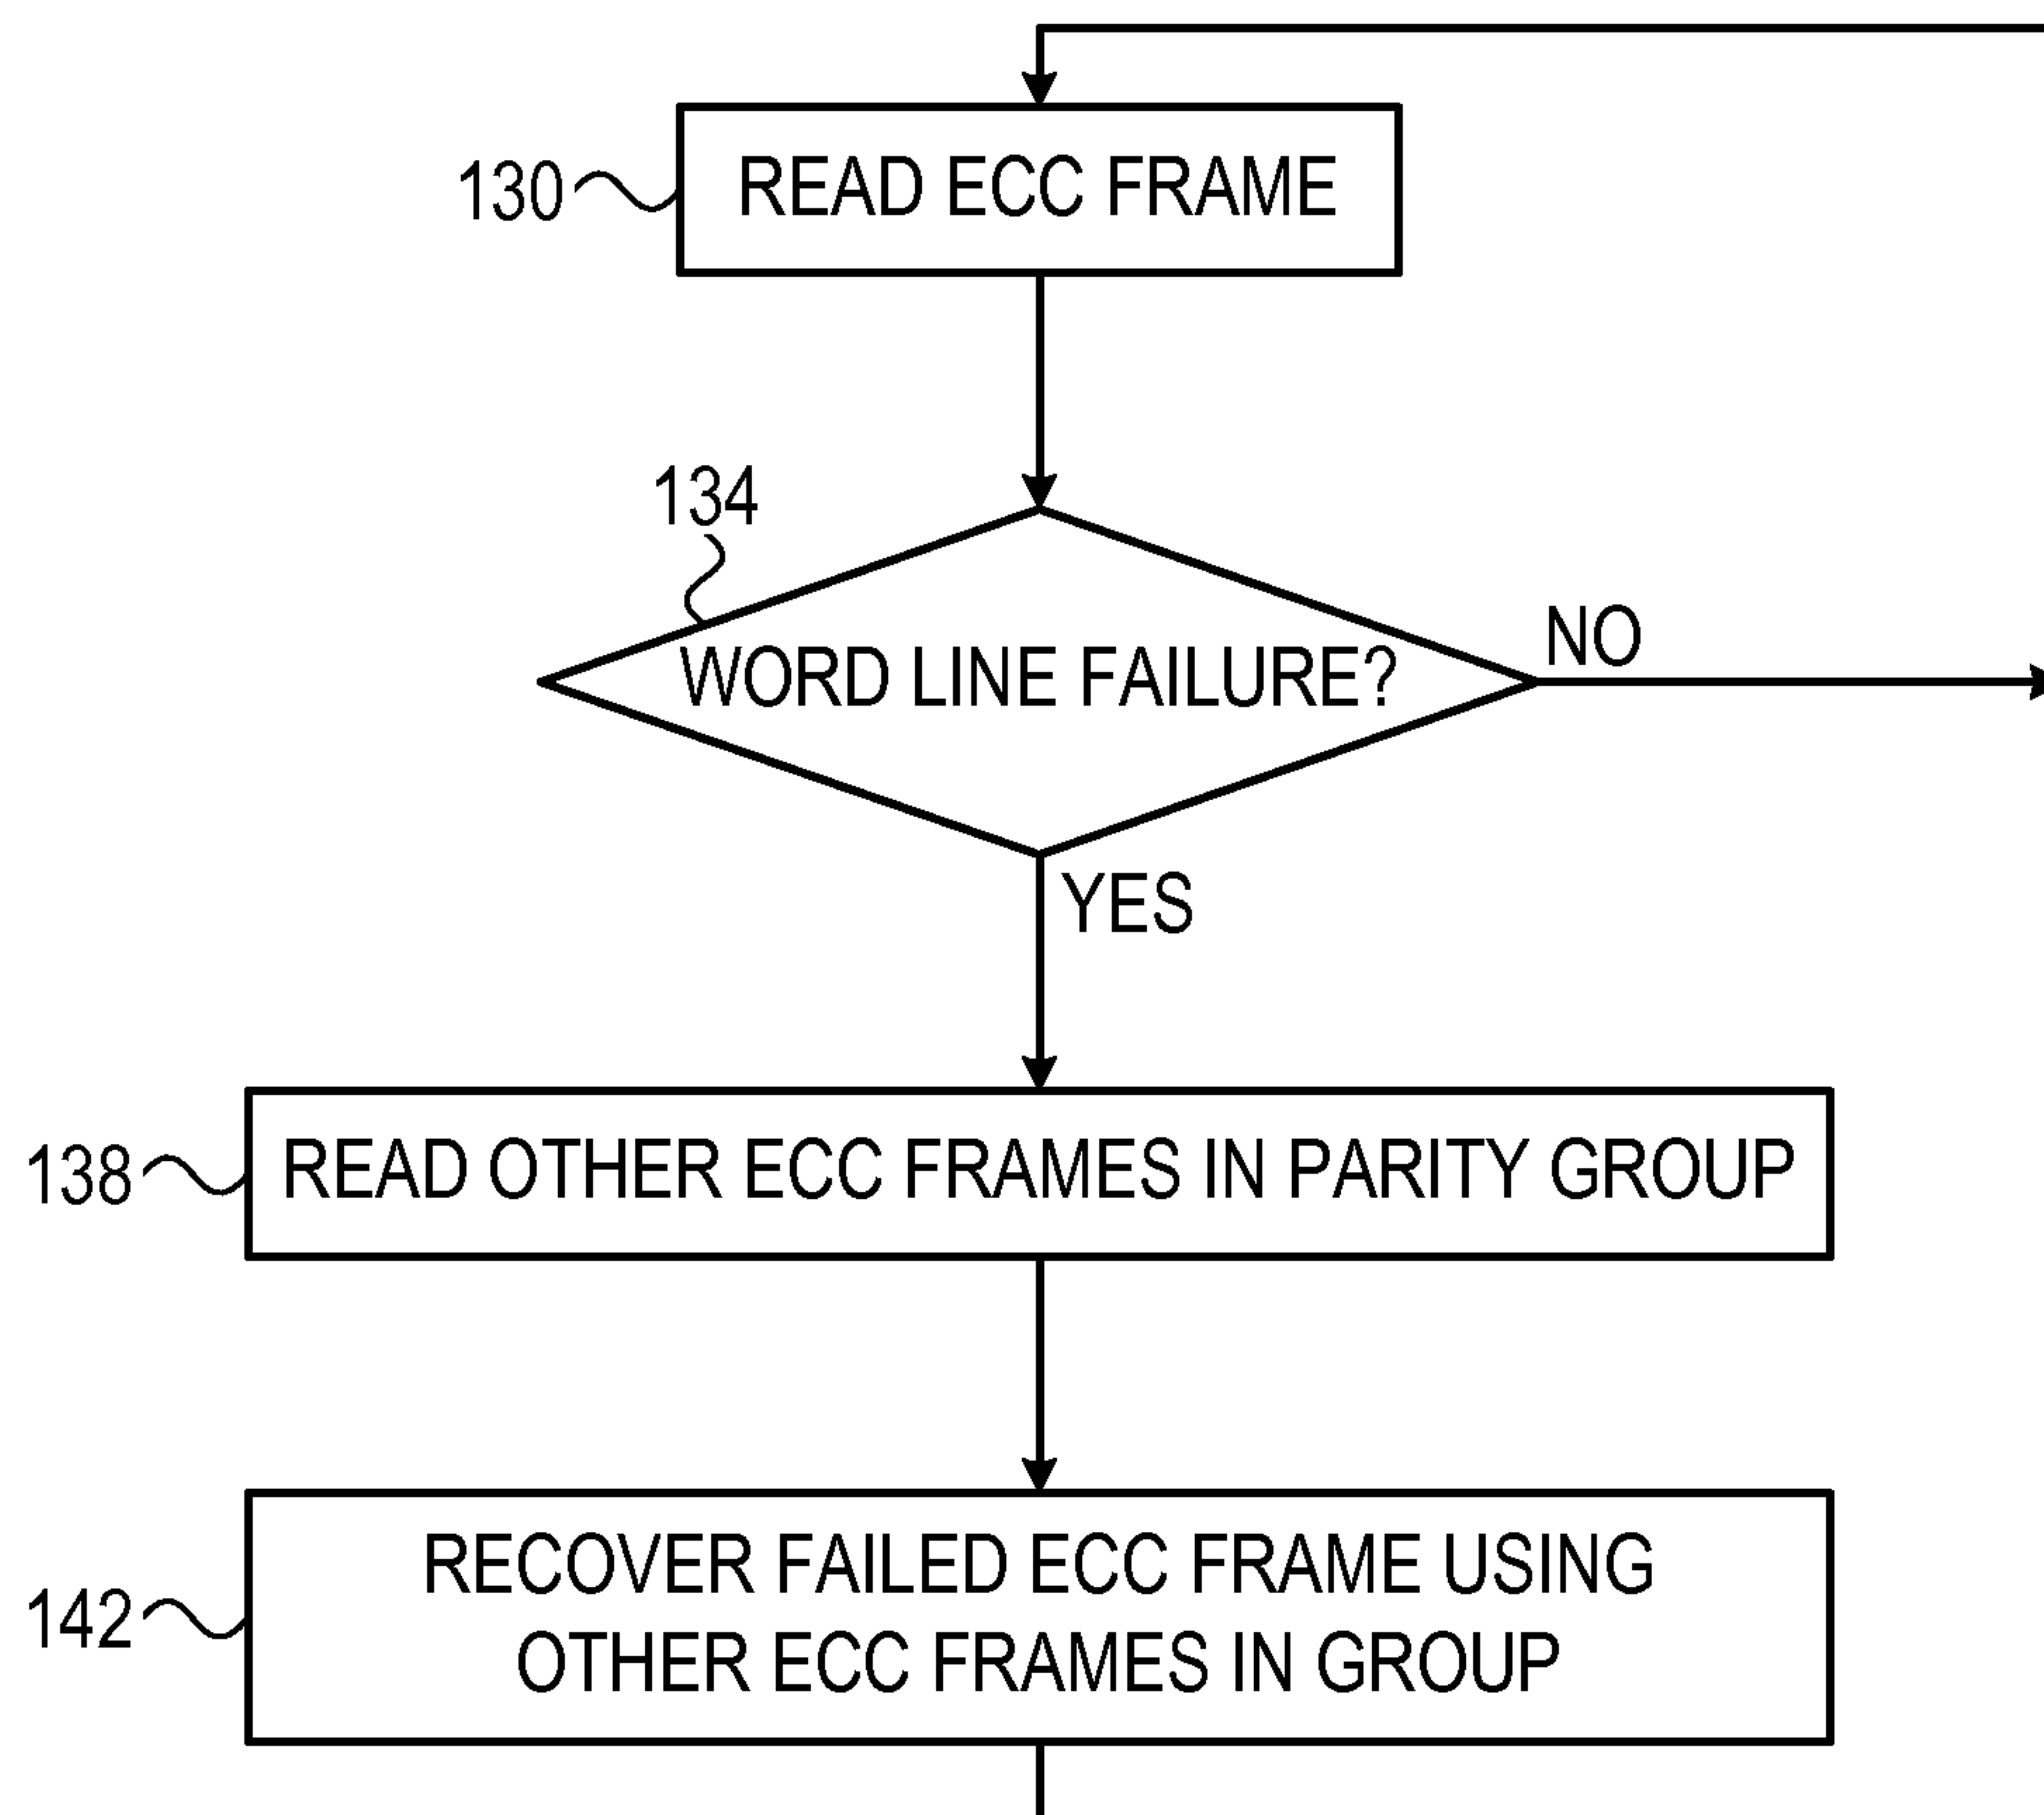 130
READ ECC FRAME
134
WORD LINE FAILURE?
NO
YES
138
READ OTHER ECC FRAMES IN PARITY GROUP
142
RECOVER FAILED ECC FRAME USING
OTHER ECC FRAMES IN GROUP